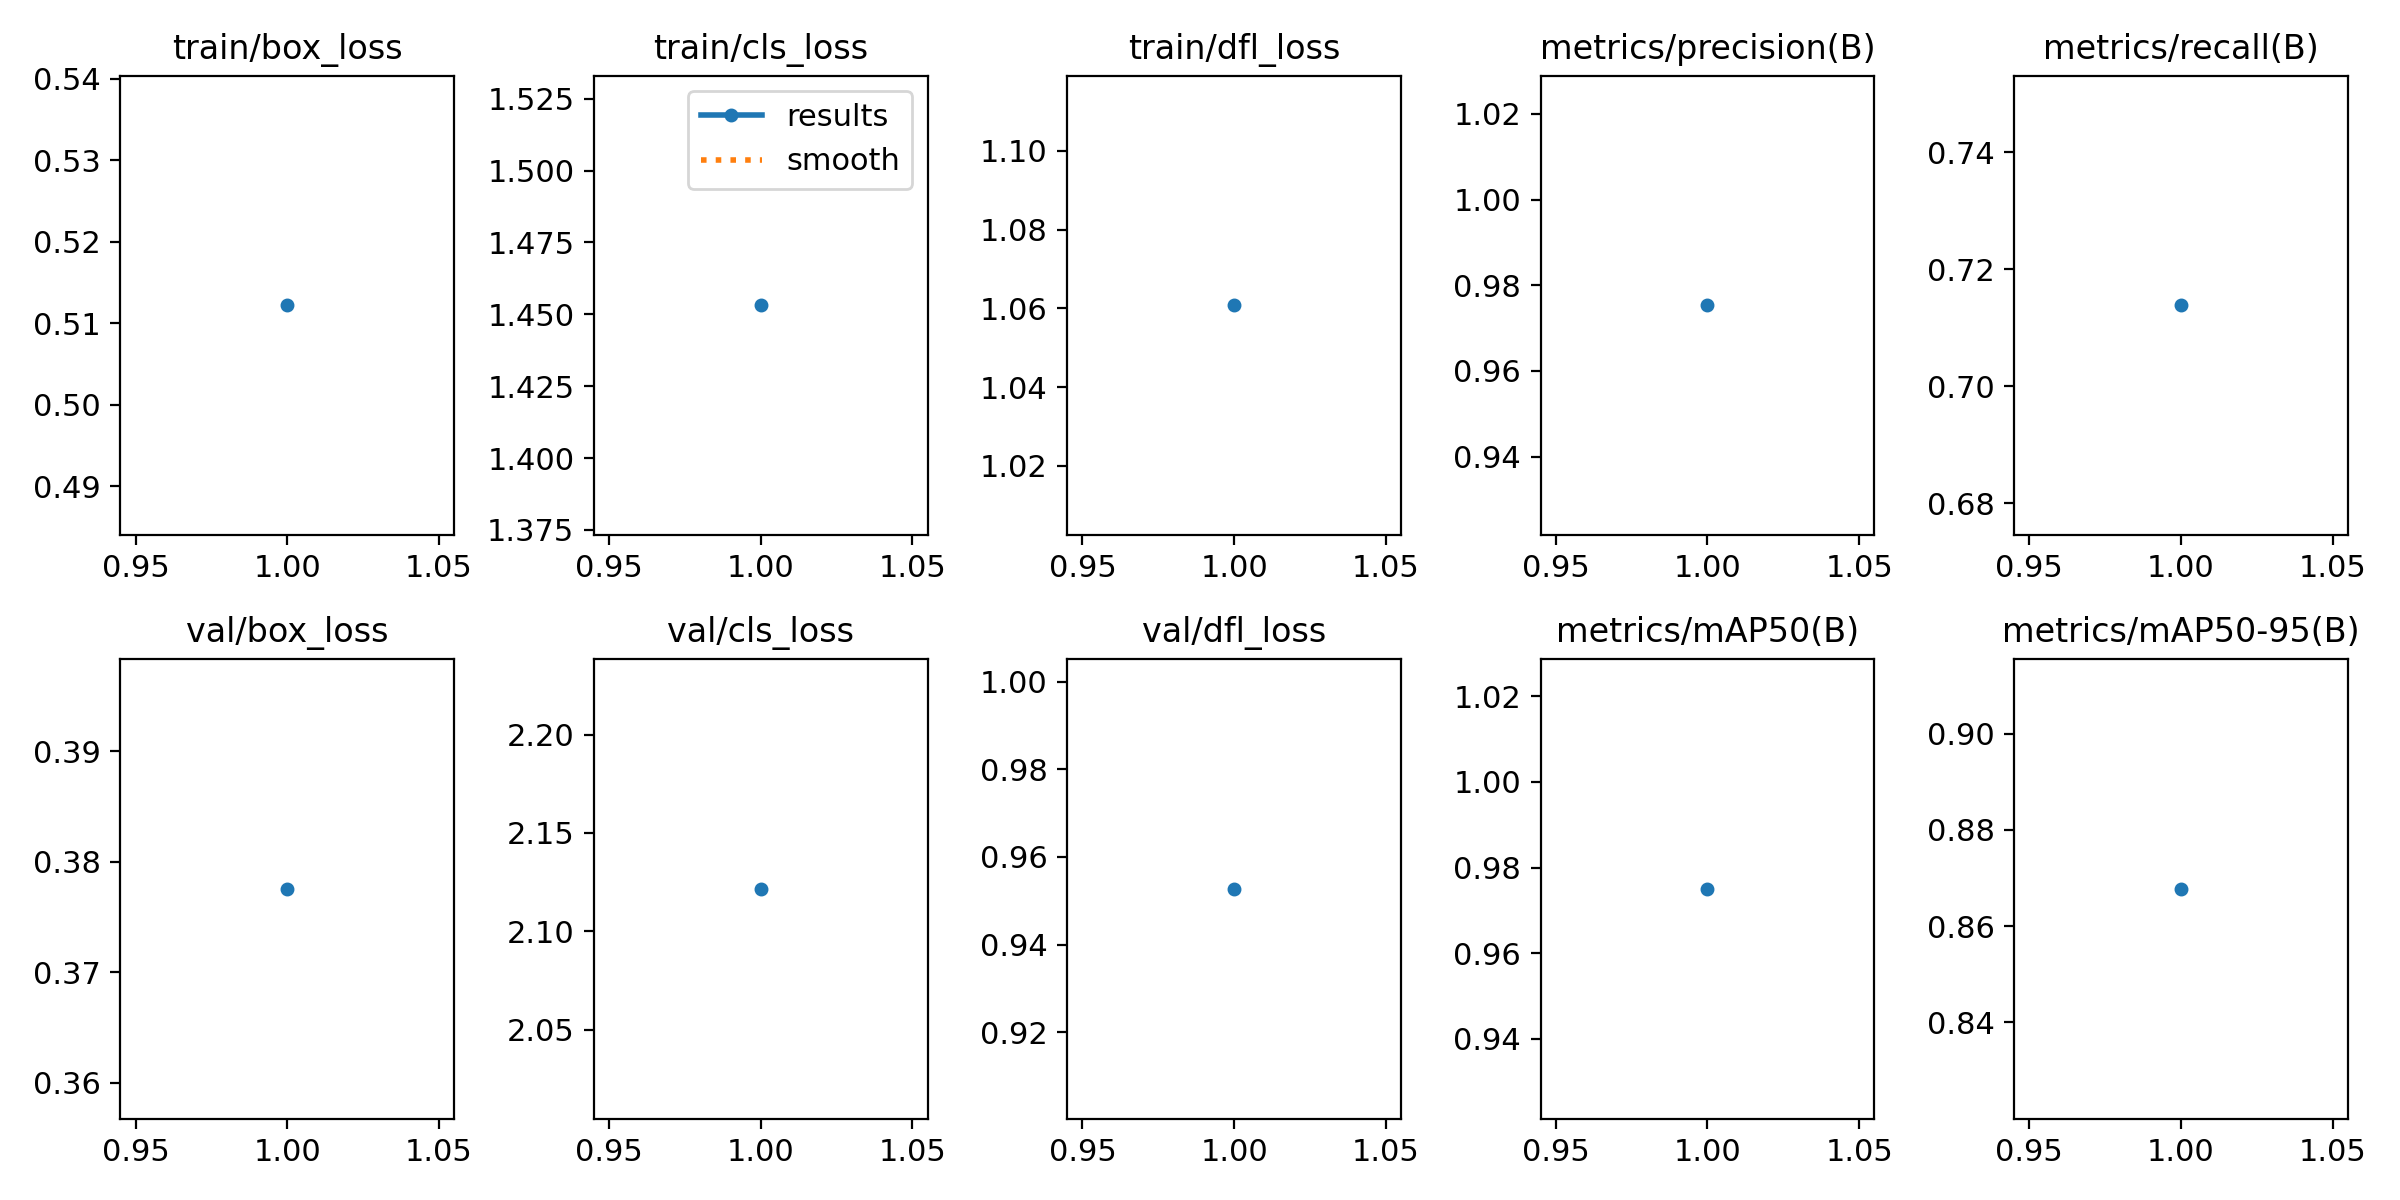 train/box_loss
0.54
0.53
0.52
0.51
0.50
0.49
0.95 1.00 1.05
train/cls_loss
1.525
1.500
1.475
1.450
1.425
1.400
1.375
results
smooth
0.95 1.00 1.05
train/dfl_loss
1.10
1.08
1.06
1.04
1.02
0.95 1.00 1.05
metrics/precision(B)
1.02
1.00
0.98
0.96
0.94
0.95 1.00 1.05
metrics/recall(B)
0.74
0.72
0.70
0.68
0.95 1.00 1.05
val/box_loss
0.39
0.38
0.37
0.36
0.95 1.00 1.05
val/cls_loss
2.20
2.15
2.10
2.05
0.95 1.00 1.05
val/dfl_loss
1.00
0.98
0.96
0.94
0.92
0.95 1.00 1.05
metrics/mAP50(B)
1.02
1.00
0.98
0.96
0.94
0.95 1.00 1.05
metrics/mAP50-95(B)
0.90
0.88
0.86
0.84
0.95 1.00 1.05